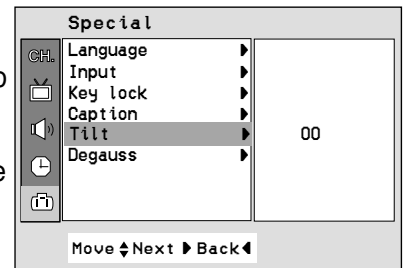 Special
CH.
Language
Input
Key lock
Caption
Tilt
00
Degauss
Move Next Back